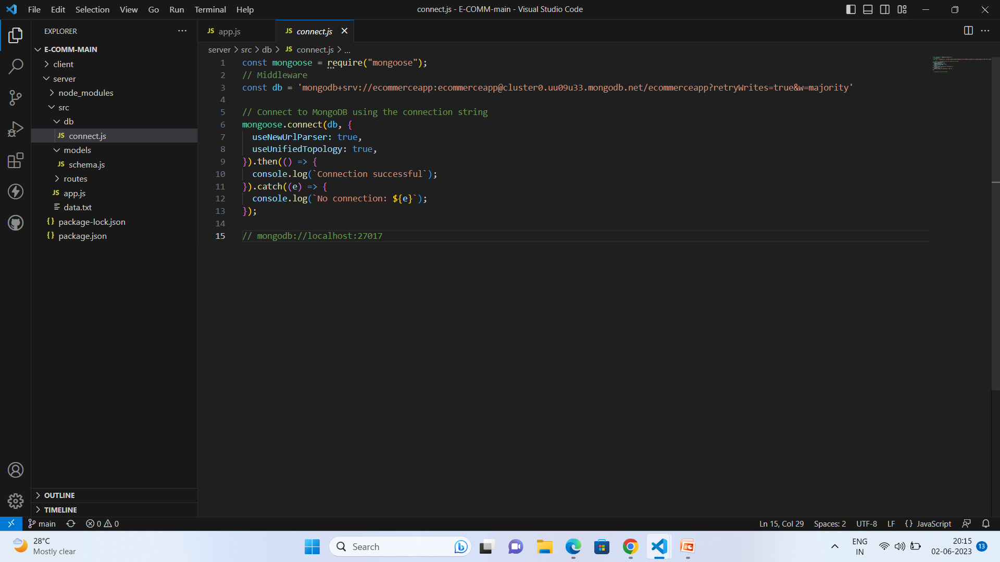 File Edit Selection View Go Run Terminal Help
connect.js - E-COMM-main - Visual Studio Code
EXPLORER
E-COMM-MAIN
client
server
node_modules
src
db
JS connect.js
models
JS schema.js
routes
JS app.js
data.txt
{} package-lock.json
{} package.json
OUTLINE
TIMELINE
JS app.js
JS connect.js
server > src > db > JS connect.js > ...
1 const mongoose = require("mongoose");
2 // Middleware
3 const db = 'mongodb+srv://ecommerceapp:ecommerceapp@cluster0.uu09u33.mongodb.net/ecommerceapp?retryWrites=true&w=majority'
4
5 // Connect to MongoDB using the connection string
6 mongoose.connect(db, {
7 useNewUrlParser: true,
8 useUnifiedTopology: true,
9 }).then(() => {
10 console.log(`Connection successful`);
11 }).catch((e) => {
12 console.log(`No connection: ${e}`);
13 });
14
15 // mongodb://localhost:27017
main 0 0
Ln 15, Col 29 Spaces: 2 UTF-8 LF {} JavaScript
28°C
Mostly clear
Search
ENG
IN
20:15
02-06-2023
13